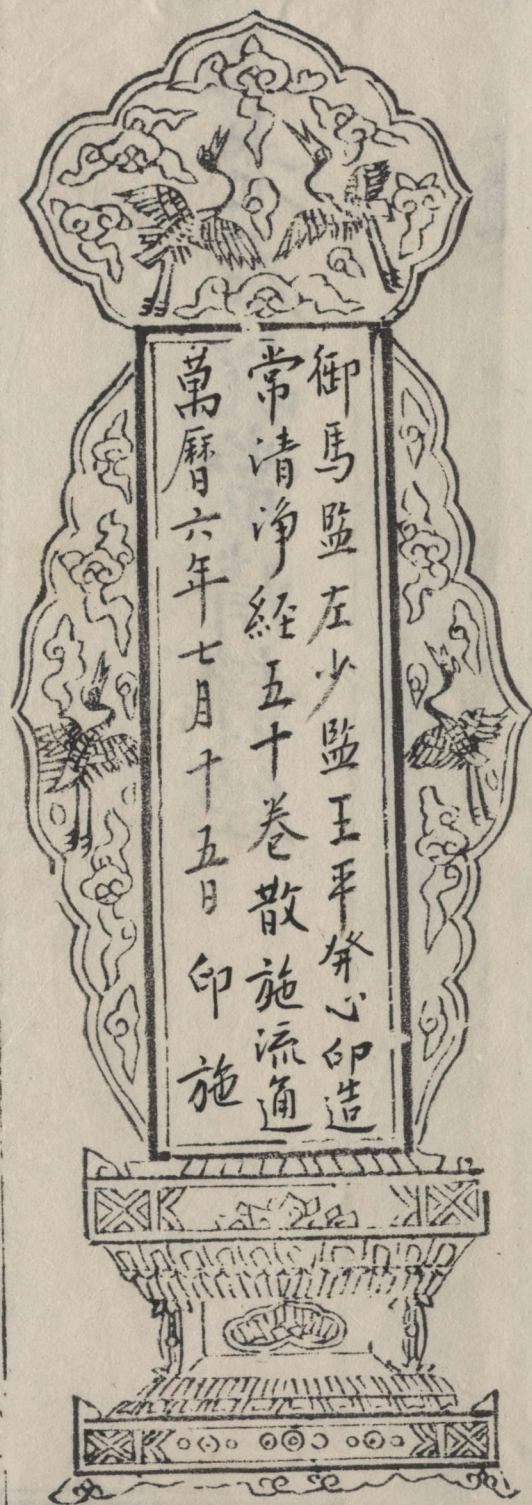 御馬監左少監王平發心印造
常清淨經五十卷散施流通
萬曆六年七月十五日 印施